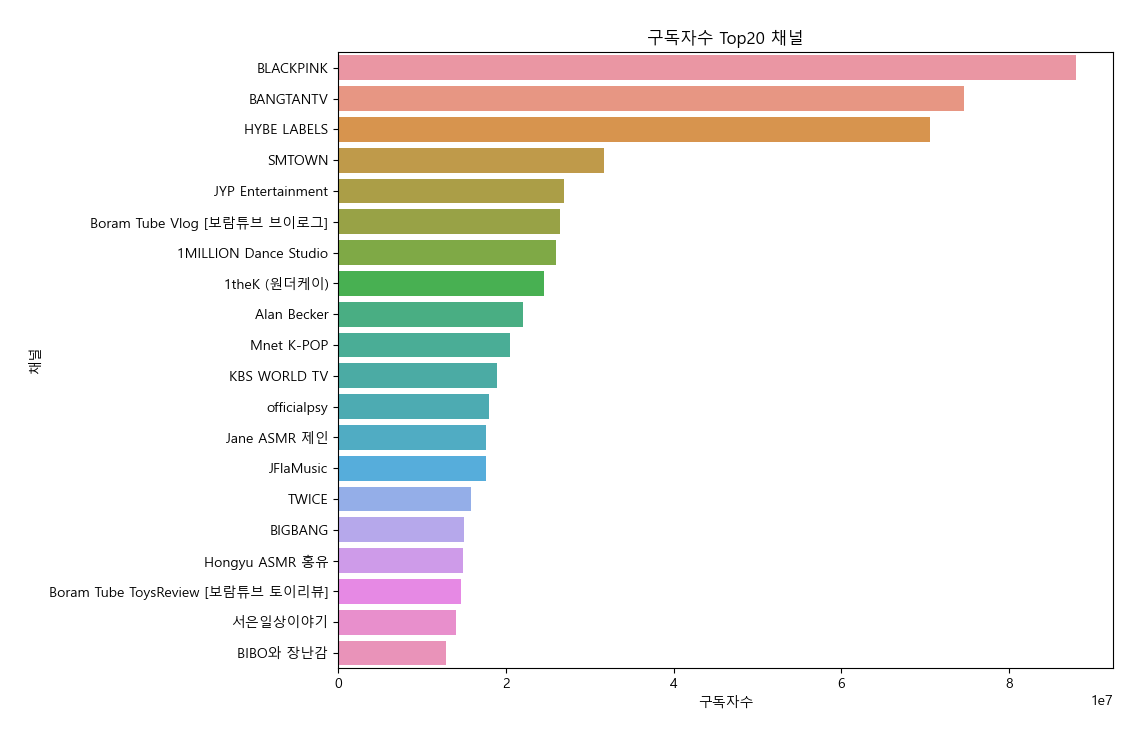 구독자수 Top20 채널
BLACKPINK
BANGTANTV
HYBE LABELS
SMTOWN
JYP Entertainment
Boram Tube Vlog [보람튜브 브이로그]
1MILLION Dance Studio
1theK (원더케이)
Alan Becker
Mnet K-POP
KBS WORLD TV
officialpsy
Jane ASMR 제인
JFlaMusic
TWICE
BIGBANG
Hongyu ASMR 홍유
Boram Tube ToysReview [보람튜브 토이리뷰]
서은일상이야기
BIBO와 장난감
채널
0 2 4 6 8
1e7
구독자수